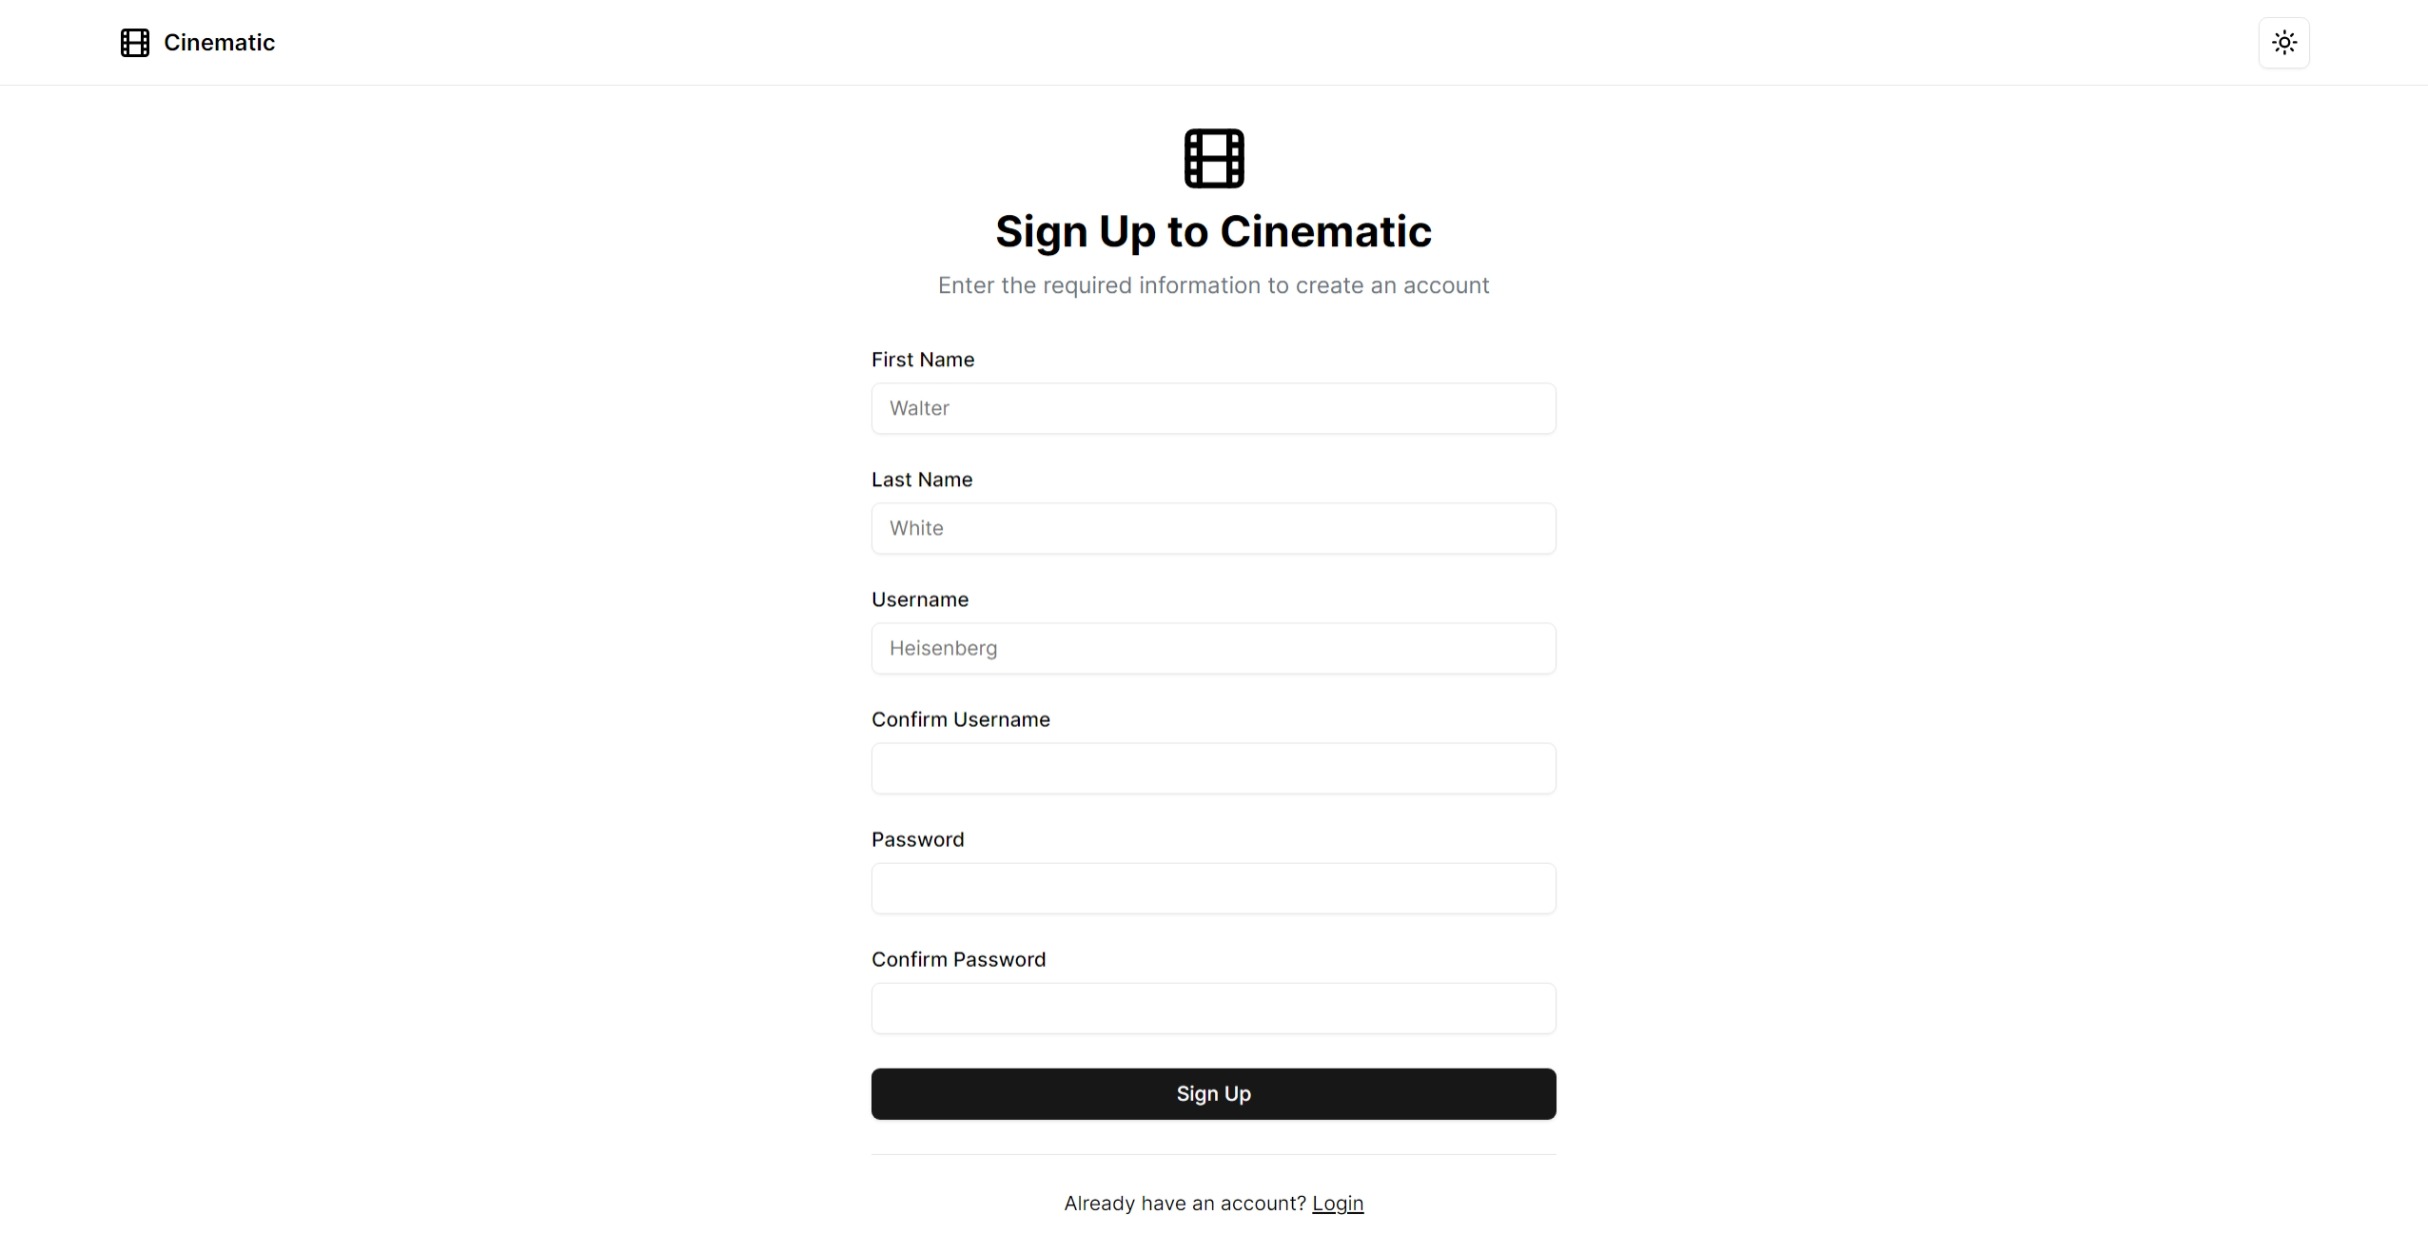 Cinematic
Sign Up to Cinematic
Enter the required information to create an account
First Name
Walter
Last Name
White
Username
Heisenberg
Confirm Username
Password
Confirm Password
Sign Up
Already have an account? Login